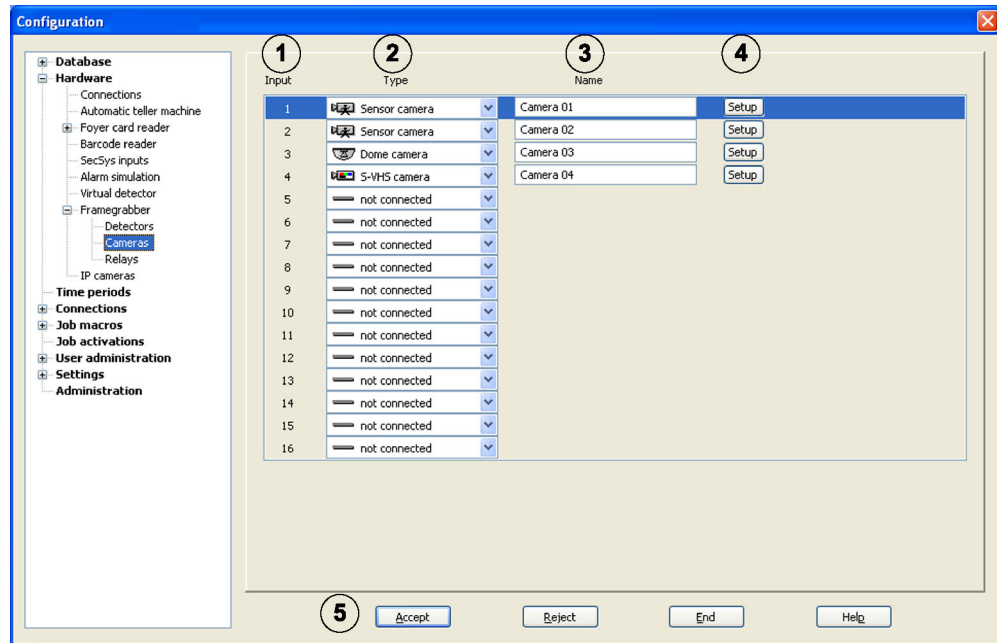 Configuration
Database
Hardware
Connections
Automatic teller machine
Foyer card reader
Barcode reader
SecSys inputs
Alarm simulation
Virtual detector
Framegrabber
Detectors
Cameras
Relays
IP cameras
Time periods
Connections
Job macros
Job activations
User administration
Settings
Administration
1 2 3 4
Input Type Name
1 Sensor camera Camera 01 Setup
2 Sensor camera Camera 02 Setup
3 Dome camera Camera 03 Setup
4 S-VHS camera Camera 04 Setup
5 not connected
6 not connected
7 not connected
8 not connected
9 not connected
10 not connected
11 not connected
12 not connected
13 not connected
14 not connected
15 not connected
16 not connected
5 Accept Reject End Help